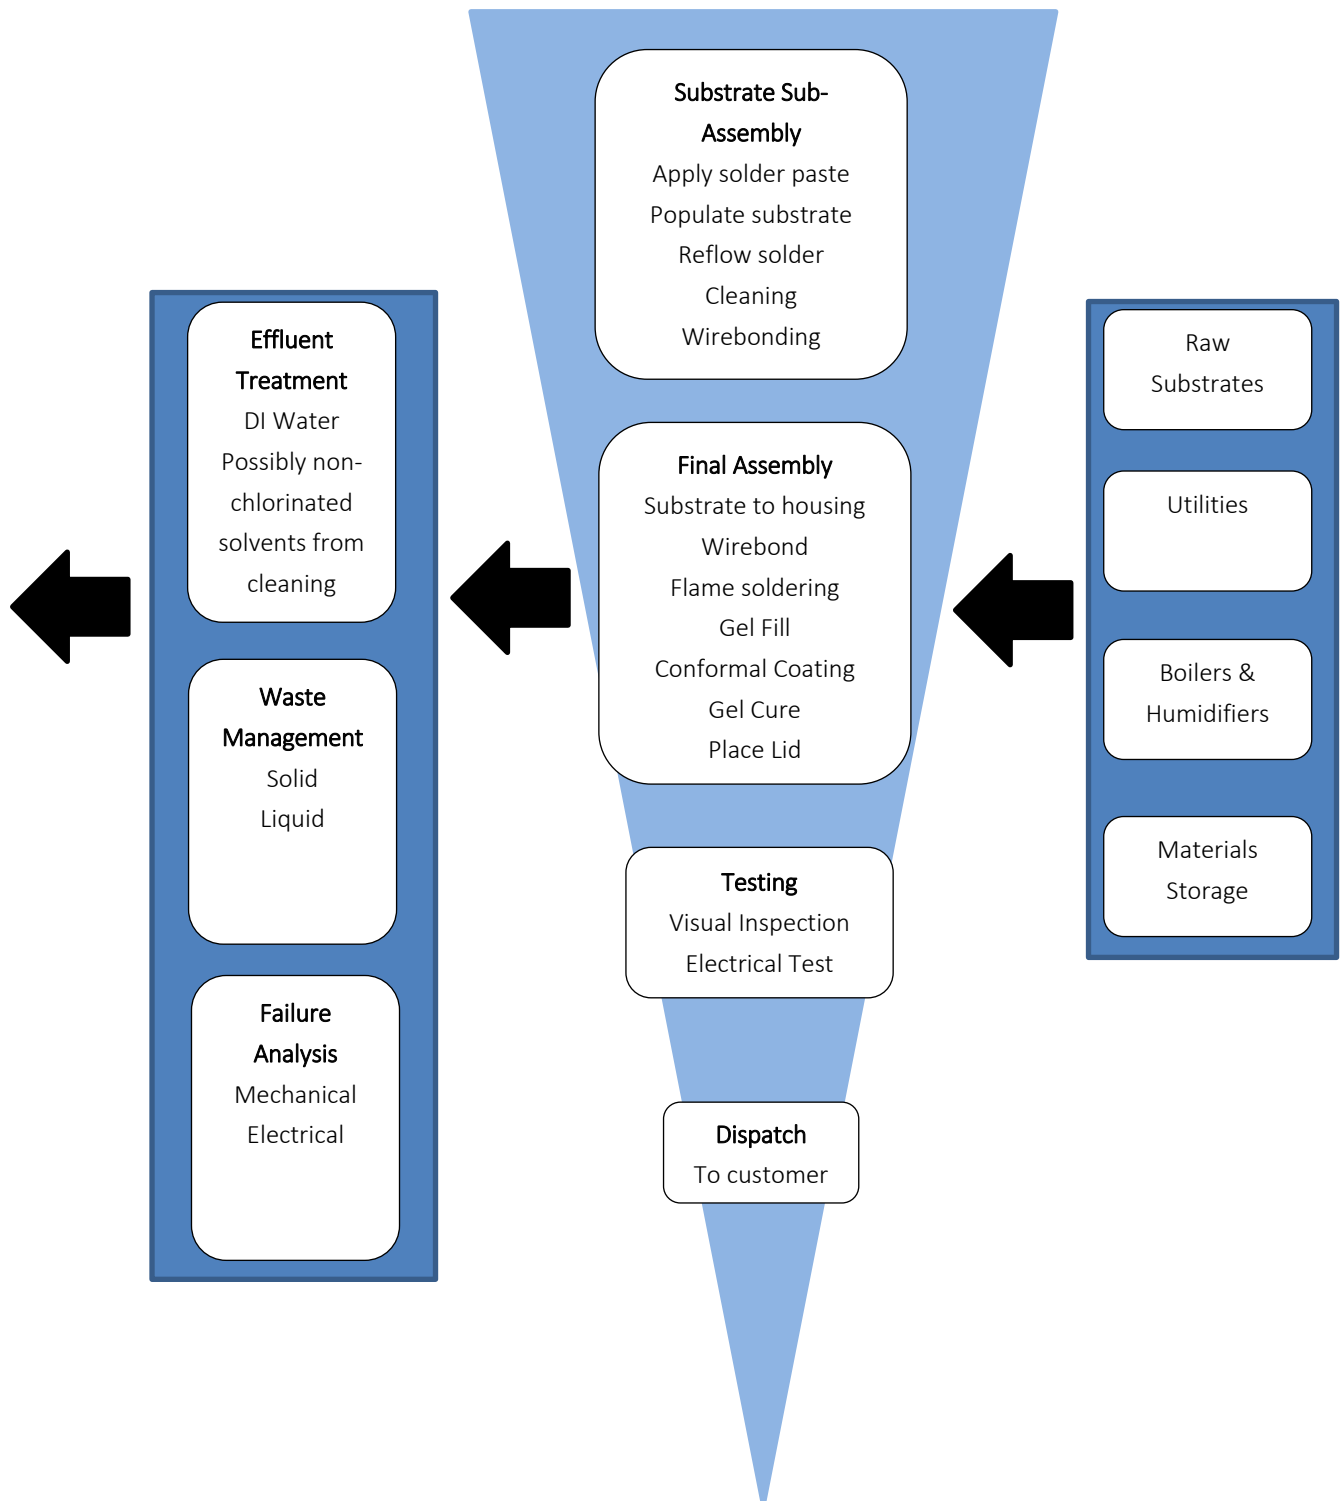 Substrate Sub-
Assembly
Apply solder paste
Populate substrate
Reflow solder
Cleaning
Wirebonding
Final Assembly
Substrate to housing
Wirebond
Flame soldering
Gel Fill
Conformal Coating
Gel Cure
Place Lid
Testing
Visual Inspection
Electrical Test
Dispatch
To customer
Effluent
Treatment
DI Water
Possibly non-
chlorinated
solvents from
cleaning
Waste
Management
Solid
Liquid
Failure
Analysis
Mechanical
Electrical
Raw
Substrates
Utilities
Boilers &
Humidifiers
Materials
Storage